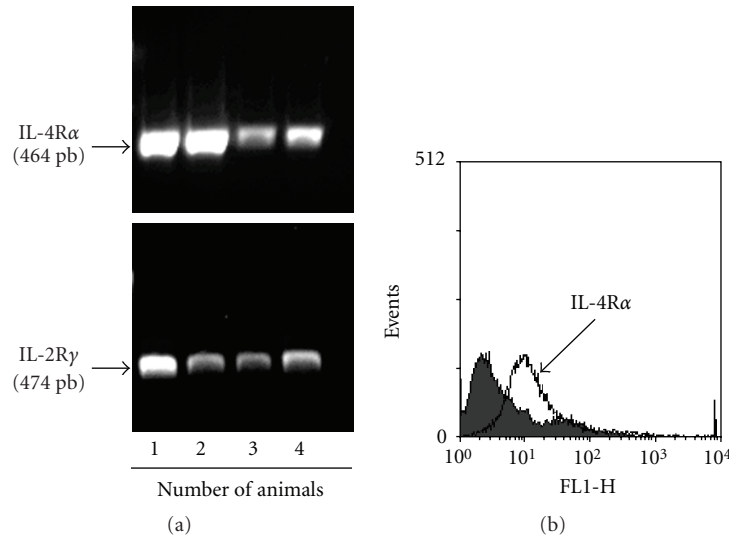 IL-4Rα
(464 pb)
IL-2Rγ
(474 pb)
1 2 3 4
Number of animals
(a)
512
Events
IL-4Rα
0
10⁰ 10¹ 10² 10³ 10⁴
FL1-H
(b)